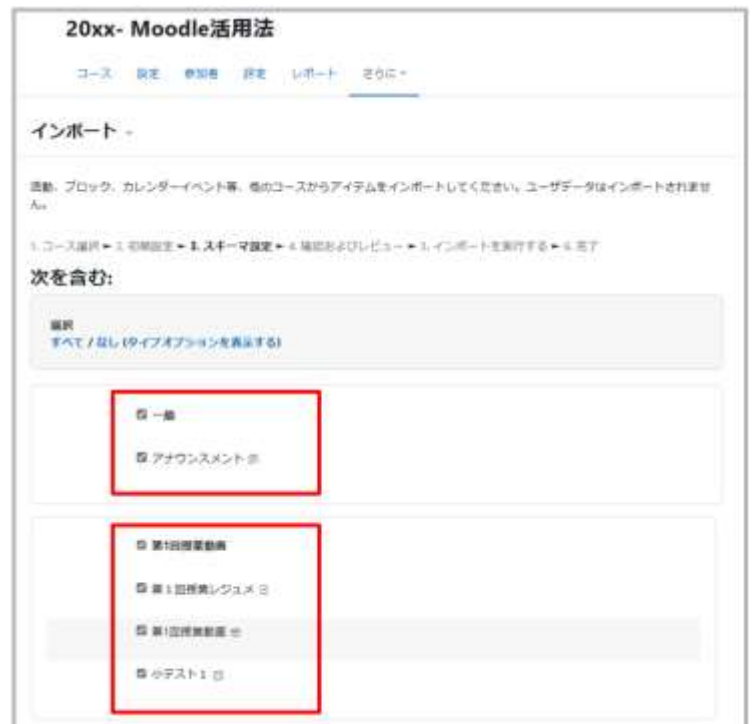 20xx- Moodle活用法
コース 設定 参加者 評定 レポート さらに
インポート
活動、ブロック、カレンダーイベント等、他のコースからアイテムをインポートしてください。ユーザデータはインポートされませ
ん。
1. コース選択 ► 2. 初期設定 ► 3. スキーマ設定 ► 4. 確認およびレビュー ► 5. インポートを実行する ► 6. 完了
次を含む:
選択
すべて / なし (タイプオプションを表示する)
一般
アナウンスメント
第1回授業動画
第1回授業レジュメ
第1回授業動画
小テスト1